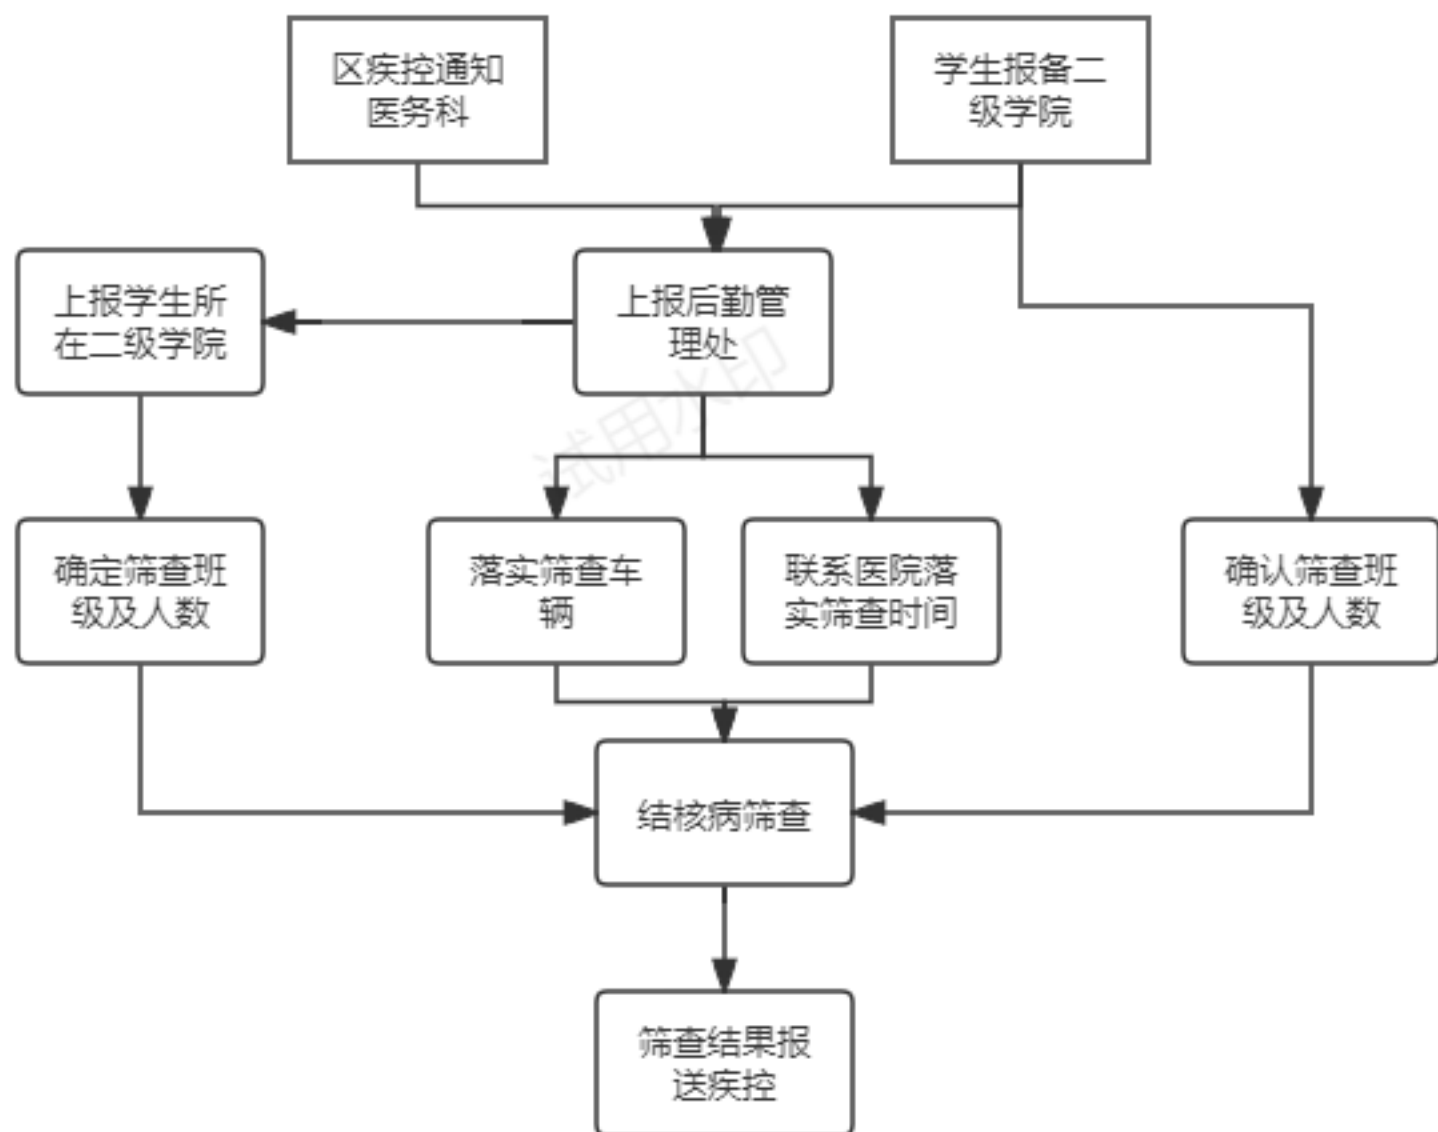 区疾控通知
医务科
学生报备二
级学院
上报学生所
在二级学院
上报后勤管
理处
试用水印
确定筛查班
级及人数
落实筛查车
辆
联系医院落
实筛查时间
确认筛查班
级及人数
结核病筛查
筛查结果报
送疾控